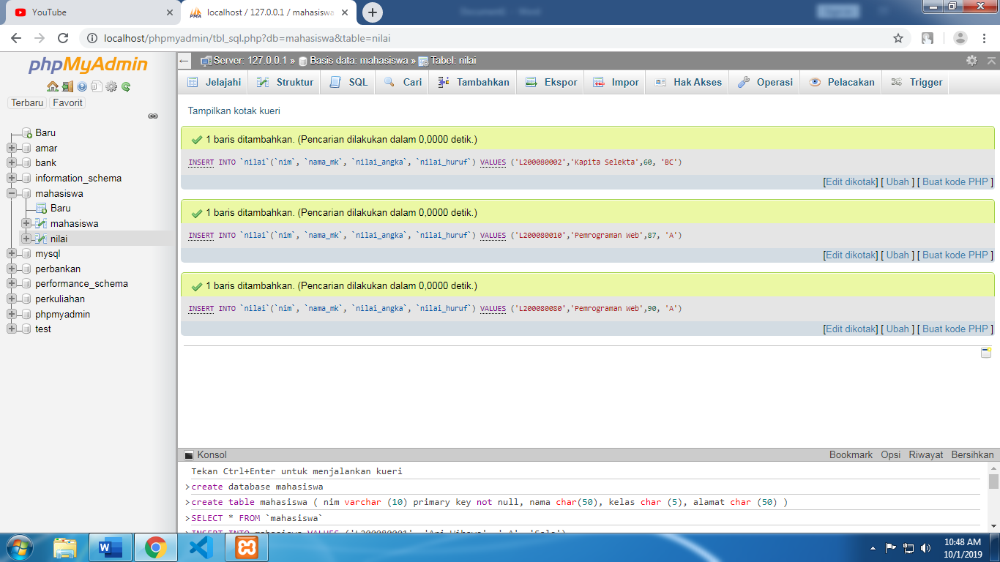 YouTube
localhost / 127.0.0.1 / mahasiswa
localhost/phpmyadmin/tbl_sql.php?db=mahasiswa&table=nilai
phpMyAdmin
Terbaru Favorit
Baru
amar
bank
information_schema
mahasiswa
Baru
mahasiswa
nilai
mysql
perbankan
performance_schema
perkuliahan
phpmyadmin
test
Server: 127.0.0.1 » Basis data: mahasiswa » Tabel: nilai
Jelajahi Struktur SQL Cari Tambahkan Ekspor Impor Hak Akses Operasi Pelacakan Trigger
Tampilkan kotak kueri
1 baris ditambahkan. (Pencarian dilakukan dalam 0,0000 detik.)
INSERT INTO `nilai`(`nim`, `nama_mk`, `nilai_angka`, `nilai_huruf`) VALUES ('L200080002','Kapita Selekta',60, 'BC')
[Edit dikotak] [ Ubah ] [ Buat kode PHP ]
1 baris ditambahkan. (Pencarian dilakukan dalam 0,0000 detik.)
INSERT INTO `nilai`(`nim`, `nama_mk`, `nilai_angka`, `nilai_huruf`) VALUES ('L200080010','Pemrograman Web',87, 'A')
[Edit dikotak] [ Ubah ] [ Buat kode PHP ]
1 baris ditambahkan. (Pencarian dilakukan dalam 0,0000 detik.)
INSERT INTO `nilai`(`nim`, `nama_mk`, `nilai_angka`, `nilai_huruf`) VALUES ('L200080080','Pemrograman Web',90, 'A')
[Edit dikotak] [ Ubah ] [ Buat kode PHP ]
Konsol Bookmark Opsi Riwayat Bersihkan
Tekan Ctrl+Enter untuk menjalankan kueri
>create database mahasiswa
>create table mahasiswa ( nim varchar (10) primary key not null, nama char(50), kelas char (5), alamat char (50) )
>SELECT * FROM `mahasiswa`
>INSERT INTO mahasiswa VALUES ('L200080001', 'Ari Wibowo', 'A', 'Solo')
10:48 AM
10/1/2019